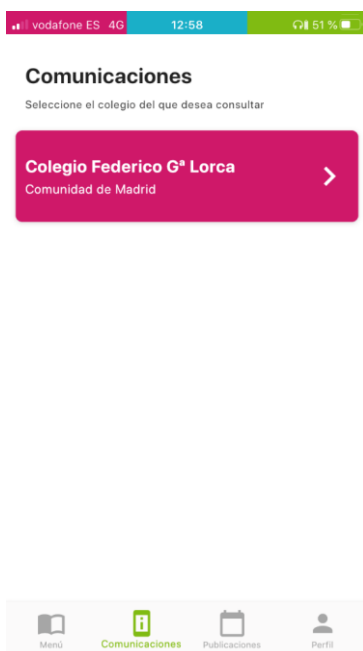 vodafone ES 4G 12:58 51 %
Comunicaciones
Seleccione el colegio del que desea consultar
Colegio Federico Gª Lorca
Comunidad de Madrid
Menú Comunicaciones Publicaciones Perfil